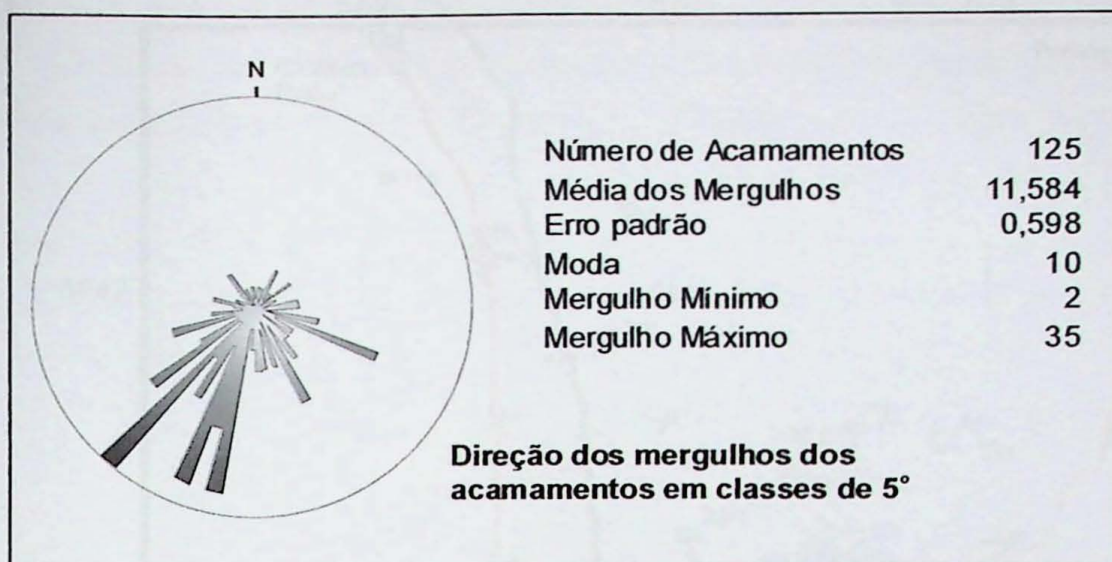 N
Número de Acamamentos 125
Média dos Mergulhos 11,584
Erro padrão 0,598
Moda 10
Mergulho Mínimo 2
Mergulho Máximo 35
Direção dos mergulhos dos
acamamentos em classes de 5°